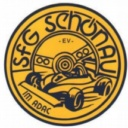 SFG SCHÖNAU
-EV-
IM ADAC